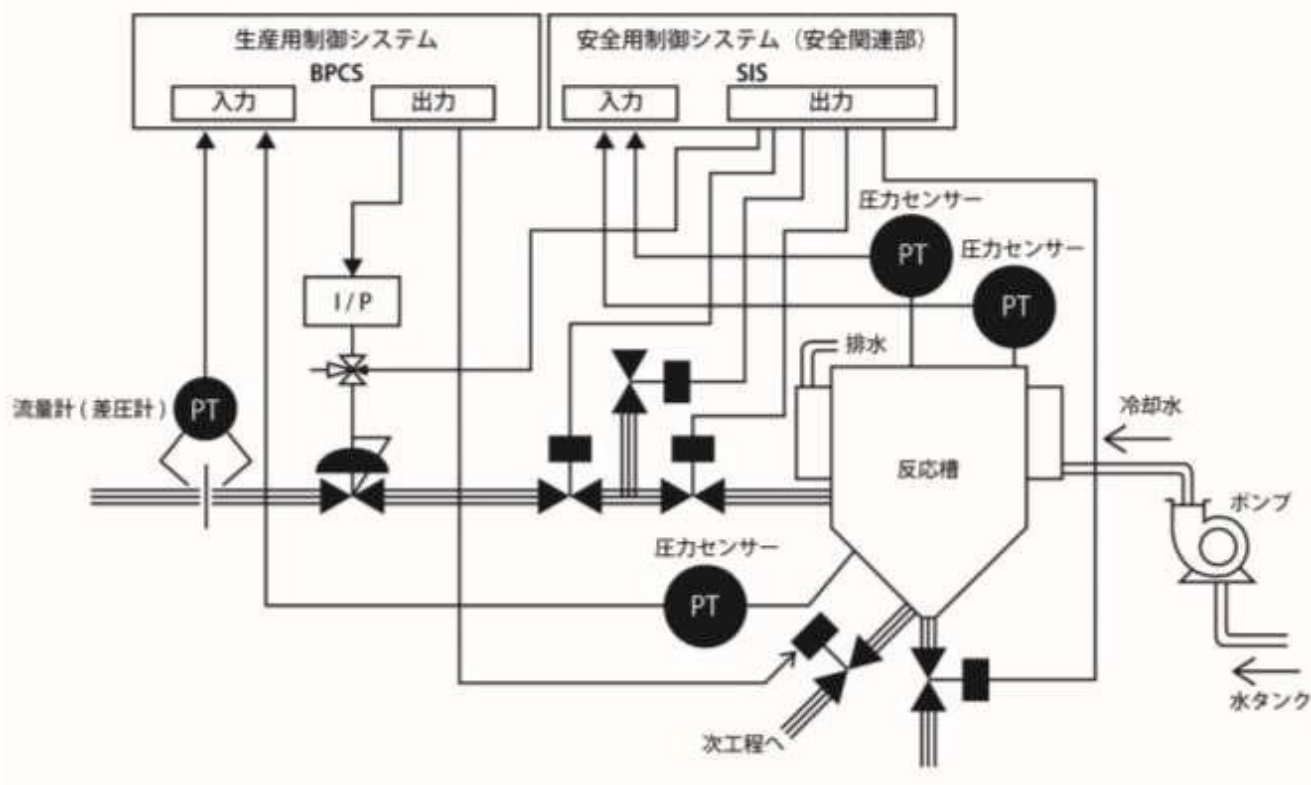 生産用制御システム
BPCS
入力
出力
安全用制御システム（安全関連部）
SIS
入力
出力
圧力センサー
PT
圧力センサー
PT
I / P
排水
流量計 ( 差圧計 )
PT
冷却水
反応槽
ポンプ
圧力センサー
PT
水タンク
次工程へ